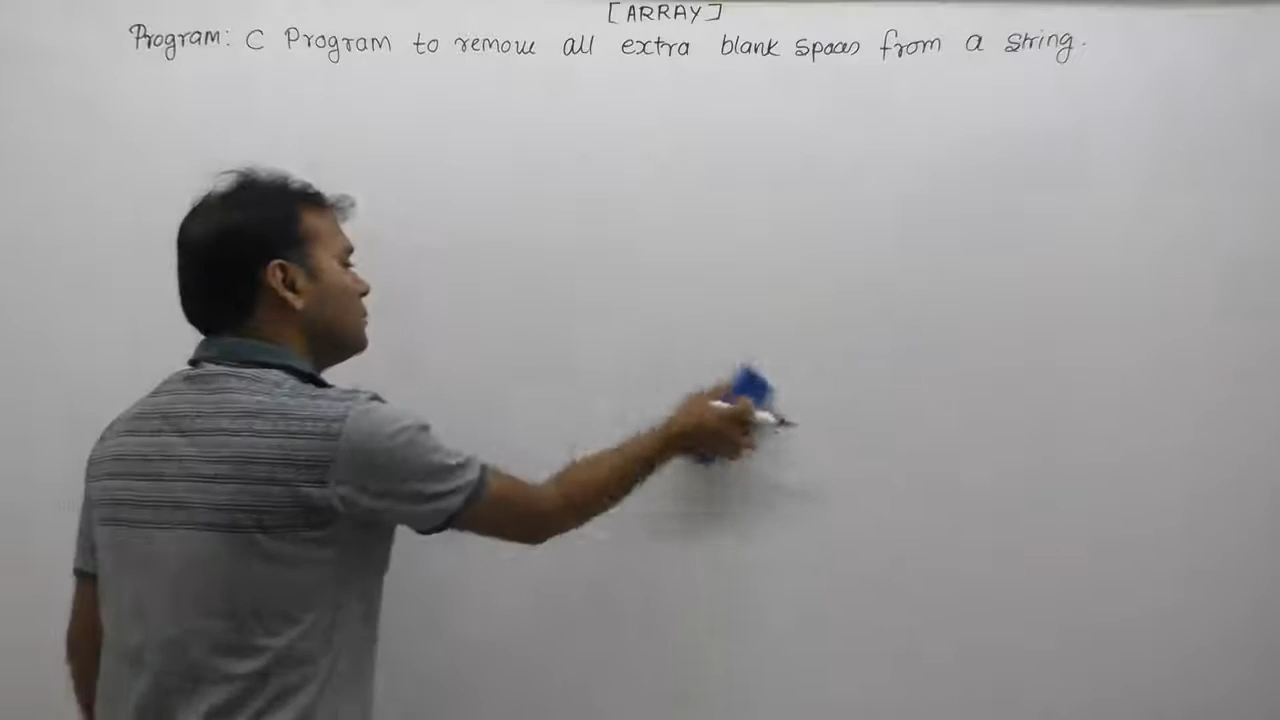 [ARRAY]
Program: C Program to remove all extra blank spaces from a string.